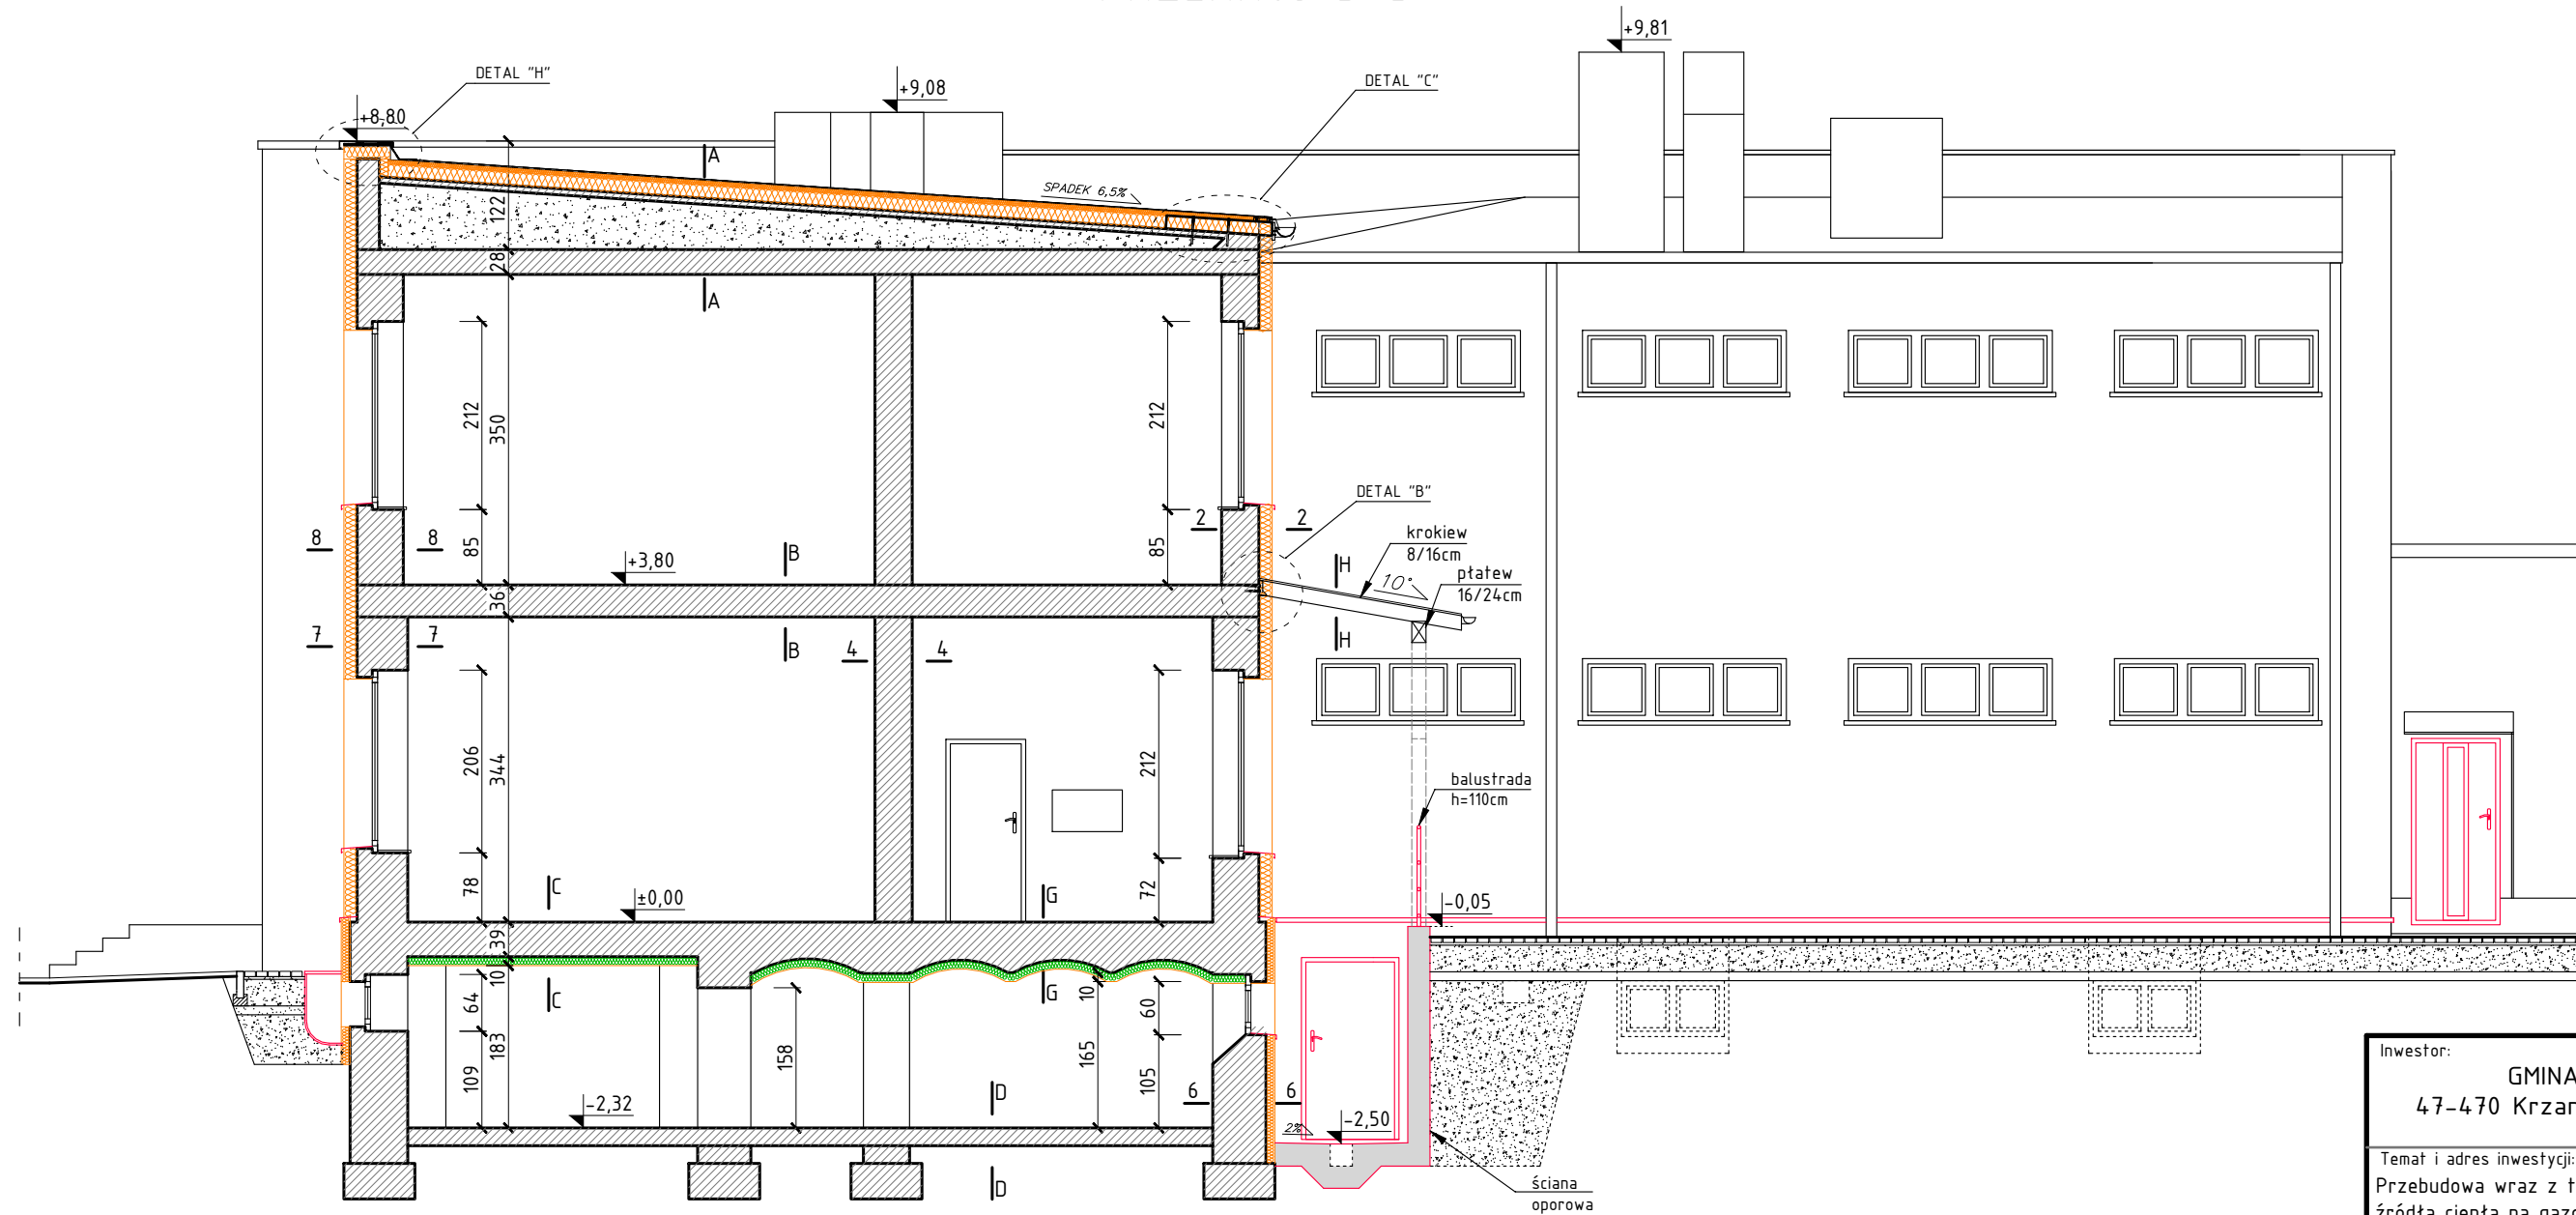 +9,81
DETAL "H"
DETAL "C"
+9,08
+8,80
A
SPADEK 6,5%
122
28
A
212
350
212
DETAL "B"
8
8
2
2
krokiew
8/16cm
85
85
B
+3,80
H
10°
płatew
16/24cm
36
7
7
B
4
4
H
206
344
212
balustrada
h=110cm
78
C
±0,00
G
72
-0,05
39
10
C
G
10
64
60
183
158
165
109
105
-2,32
D
6
6
2%
-2,50
D
ściana
oporowa
Inwestor:
GMINA
47-470 Krzan
Temat i adres inwestycji:
Przebudowa wraz z t
źródła ciepła na gazo